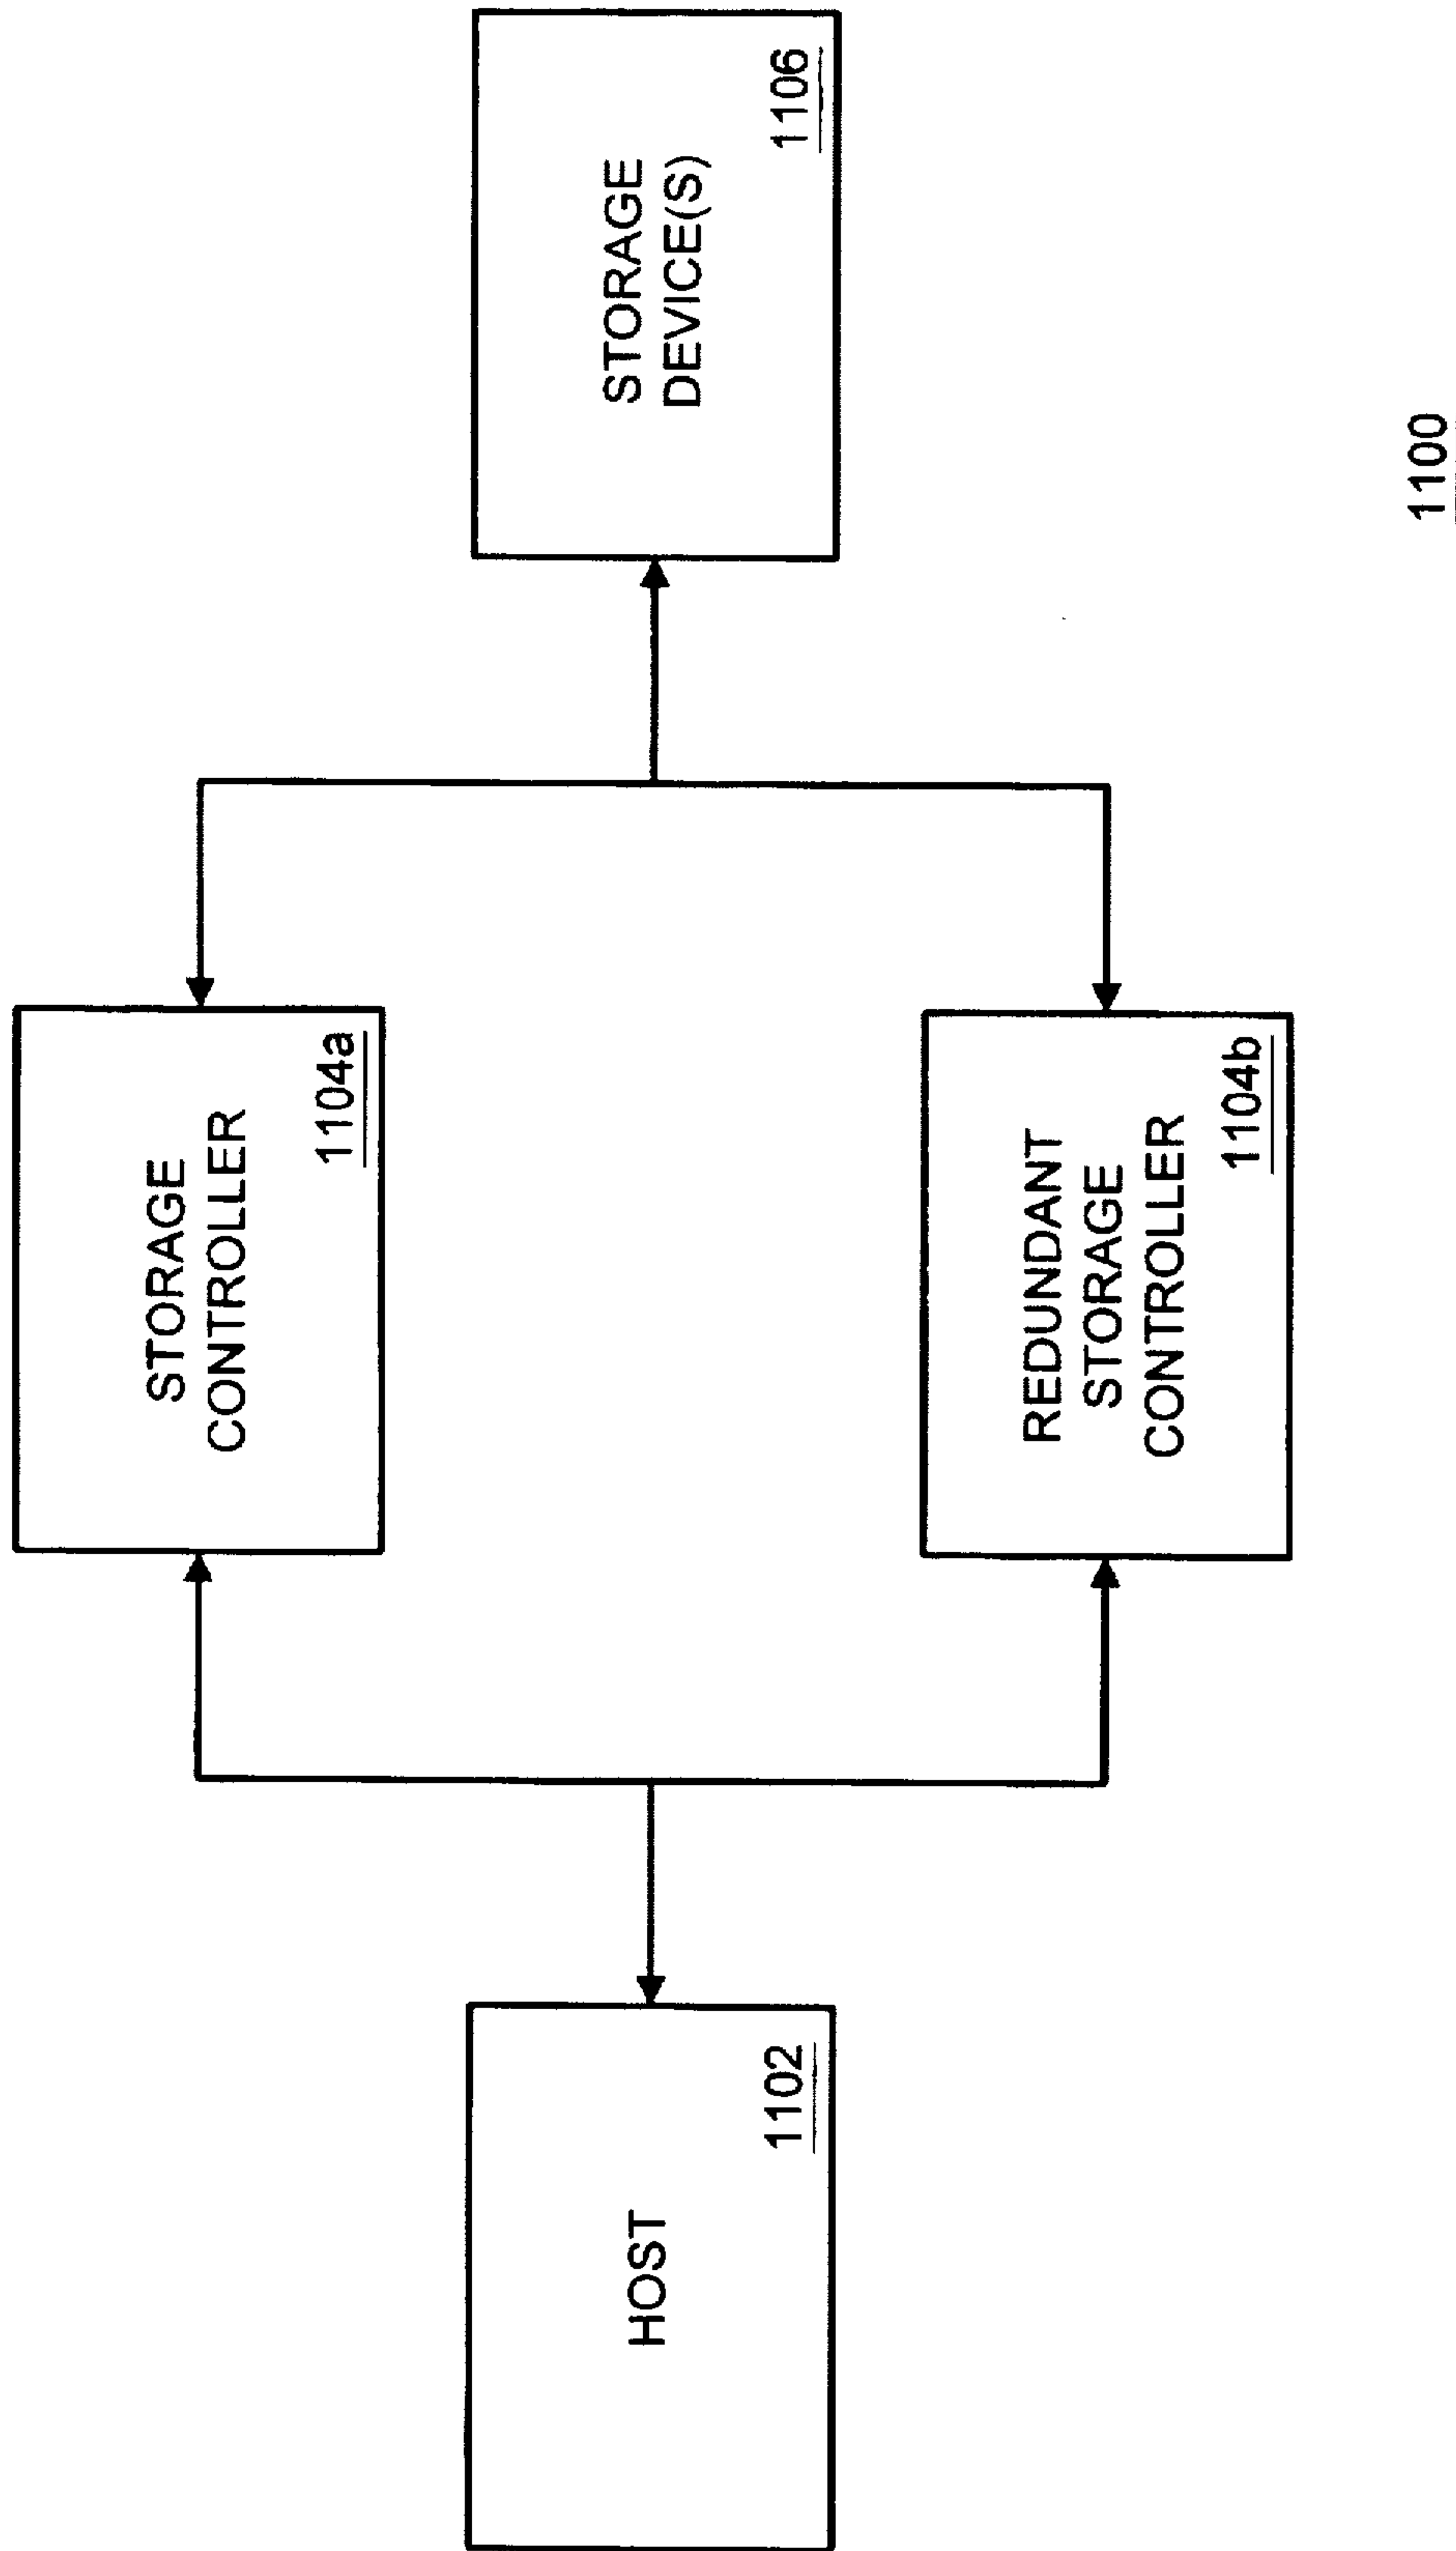 STORAGE
CONTROLLER
1104a
HOST
1102
STORAGE
DEVICE(S)
1106
REDUNDANT
STORAGE
CONTROLLER
1104b
1100